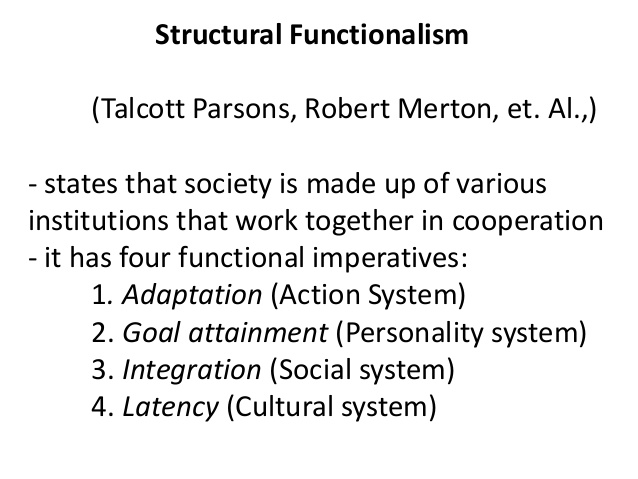 Structural Functionalism
(Talcott Parsons, Robert Merton, et. Al.,)
- states that society is made up of various
institutions that work together in cooperation
- it has four functional imperatives:
1. Adaptation (Action System)
2. Goal attainment (Personality system)
3. Integration (Social system)
4. Latency (Cultural system)